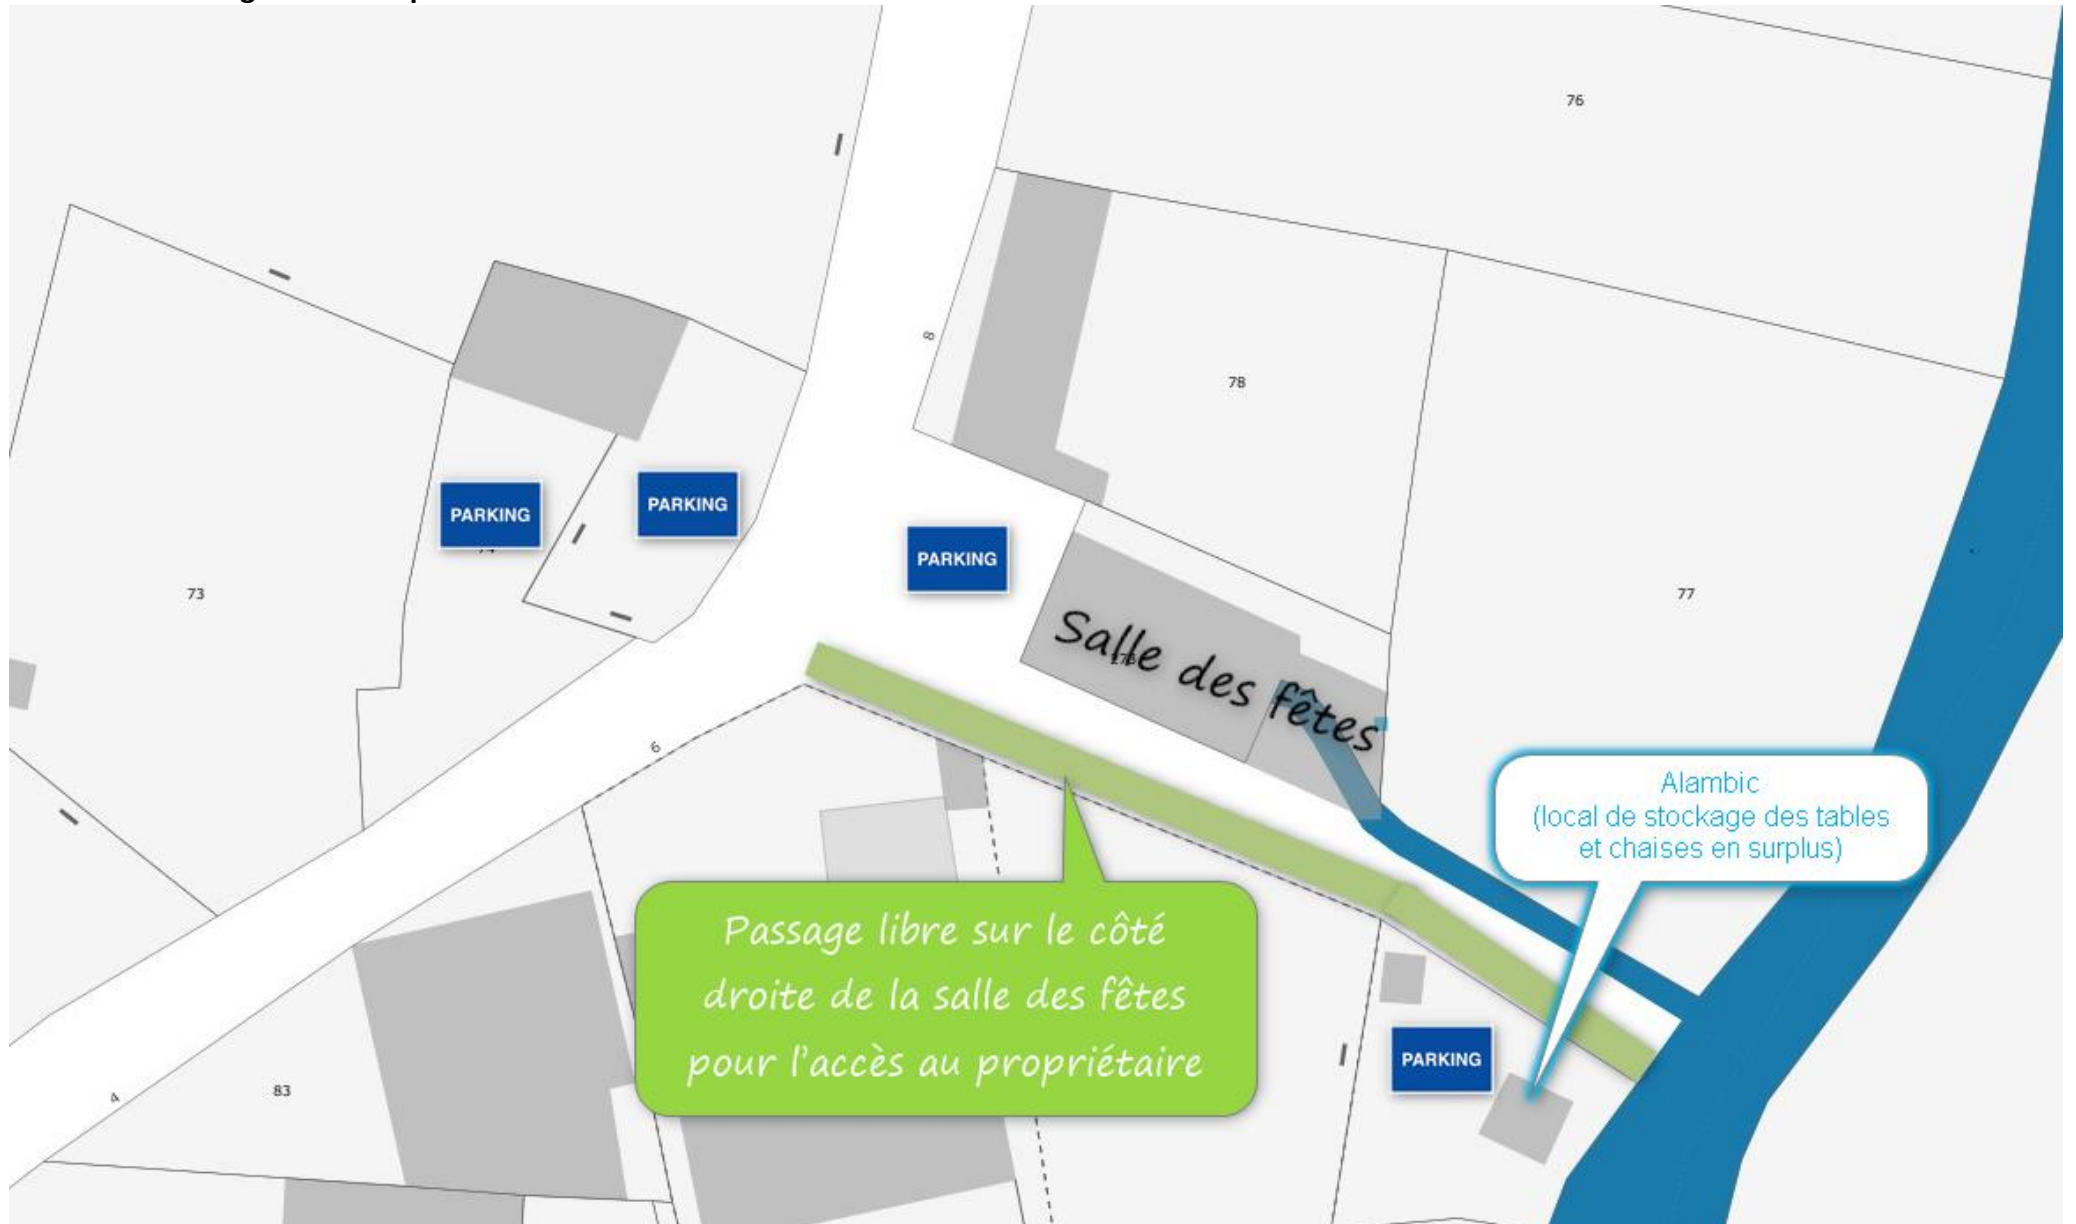 76
8
78
PARKING
PARKING
PARKING
73
77
Salle des fêtes
6
Alambic
(local de stockage des tables
et chaises en surplus)
Passage libre sur le côté
droite de la salle des fêtes
pour l'accès au propriétaire
PARKING
83
4